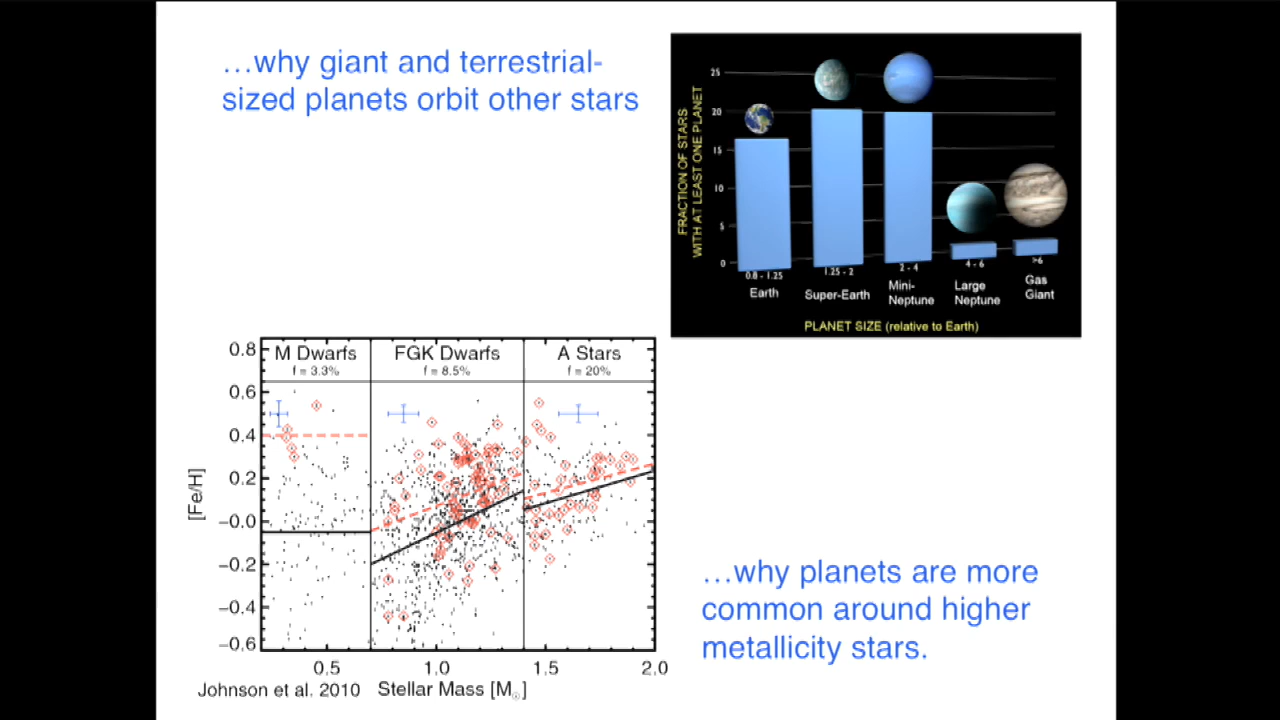 …why giant and terrestrial-
sized planets orbit other stars
FRACTION OF STARS
WITH AT LEAST ONE PLANET
25
20
15
10
5
0
0.8 - 1.25
1.25 - 2
2 - 4
4 - 6
>6
Earth
Super-Earth
Mini-
Neptune
Large
Neptune
Gas
Giant
PLANET SIZE (relative to Earth)
M Dwarfs
f = 3.3%
FGK Dwarfs
f = 8.5%
A Stars
f = 20%
[Fe/H]
0.8
0.6
0.4
0.2
−0.0
−0.2
−0.4
−0.6
0.5
1.0
1.5
2.0
Johnson et al. 2010
Stellar Mass [M☉]
…why planets are more
common around higher
metallicity stars.